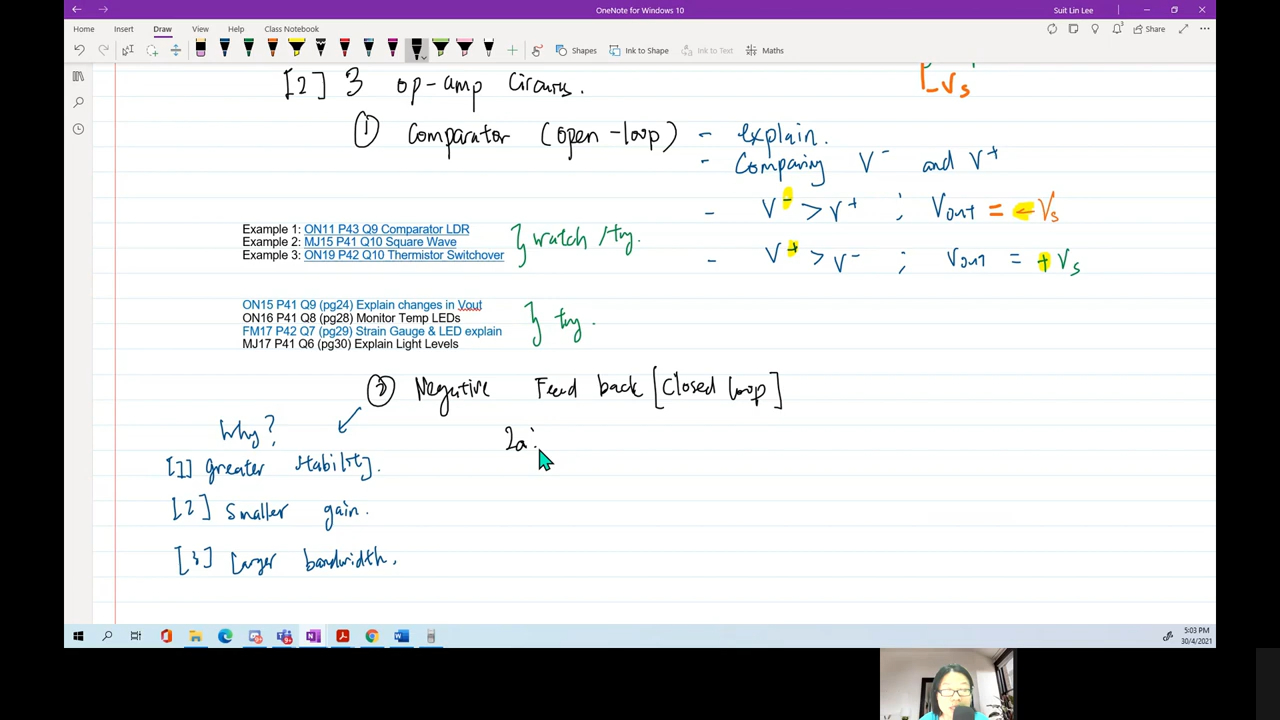 OneNote for Windows 10
Suit Lin Lee
Home Insert Draw View Help Class Notebook
Share
Shapes Ink to Shape Ink to Text Maths
[2] 3 op-amp Circuits.
-Vs
① Comparator (open-loop)
- explain.
- Comparing V⁻ and V⁺
- V⁻ > V⁺ ; Vout = -Vs
- V⁺ > V⁻ ; Vout = +Vs
Example 1: ON11 P43 Q9 Comparator LDR
Example 2: MJ15 P41 Q10 Square Wave
Example 3: ON19 P42 Q10 Thermistor Switchover
} watch /try.
ON15 P41 Q9 (pg24) Explain changes in Vout
ON16 P41 Q8 (pg28) Monitor Temp LEDs
FM17 P42 Q7 (pg29) Strain Gauge & LED explain
MJ17 P41 Q6 (pg30) Explain Light Levels
} try.
② Negative Feed back [Closed loop]
Why?
[1] greater stability.
[2] Smaller gain.
[3] Larger bandwidth.
2a:
5:03 PM
30/4/2021